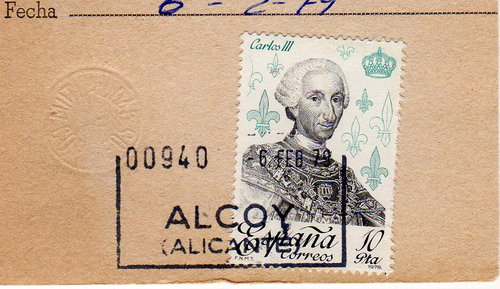 Fecha 6 - 2 - 79
Carlos III
00940 - 6 FEB 79
ALCOY
(ALICANTE)
España
Correos
10
Pta
F.N.M.T.
1978